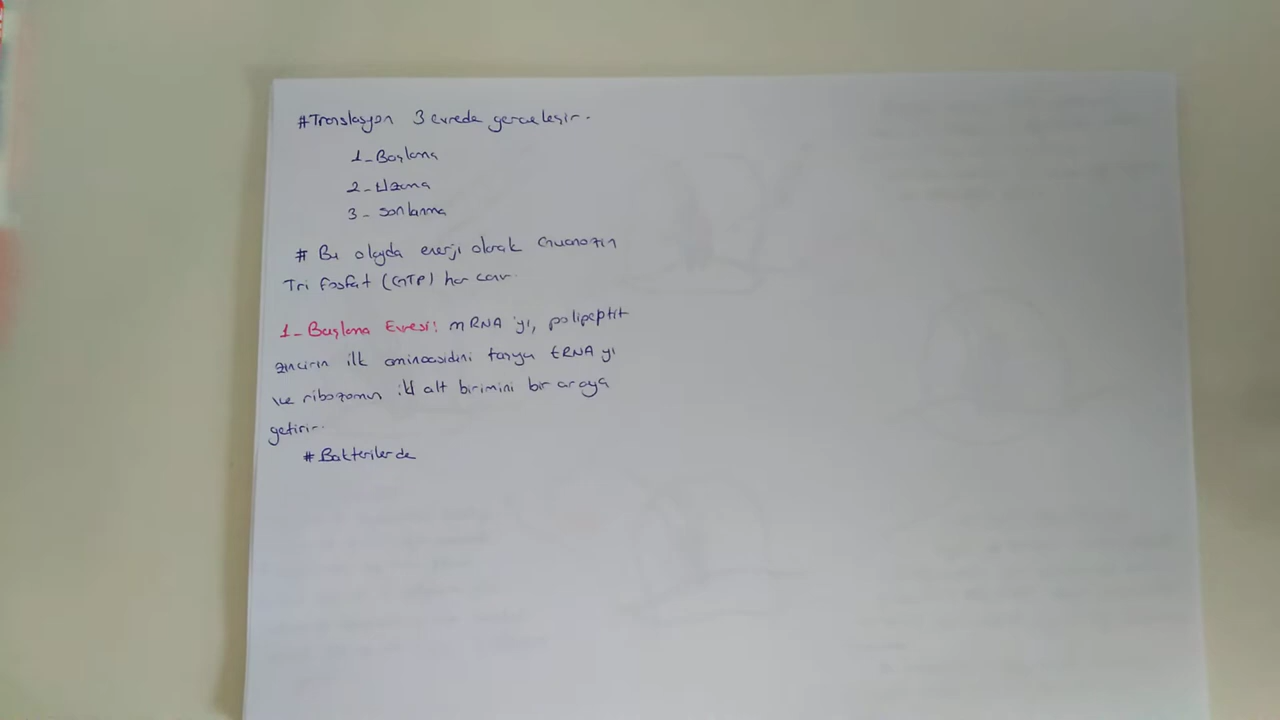 #Translasyon 3 evrede gerçekleşir.
1-Başlama
2-Uzama
3- Sonlanma
# Bu olayda enerji olarak Guanozin
Tri fosfat (GTP) harcanır.
1-Başlama Evresi: mRNA'yı, polipeptit
zincirin ilk aminoasidini taşıyan tRNA yı
ve ribozomun iki alt birimini bir araya
getirir.
#Bakterilerde